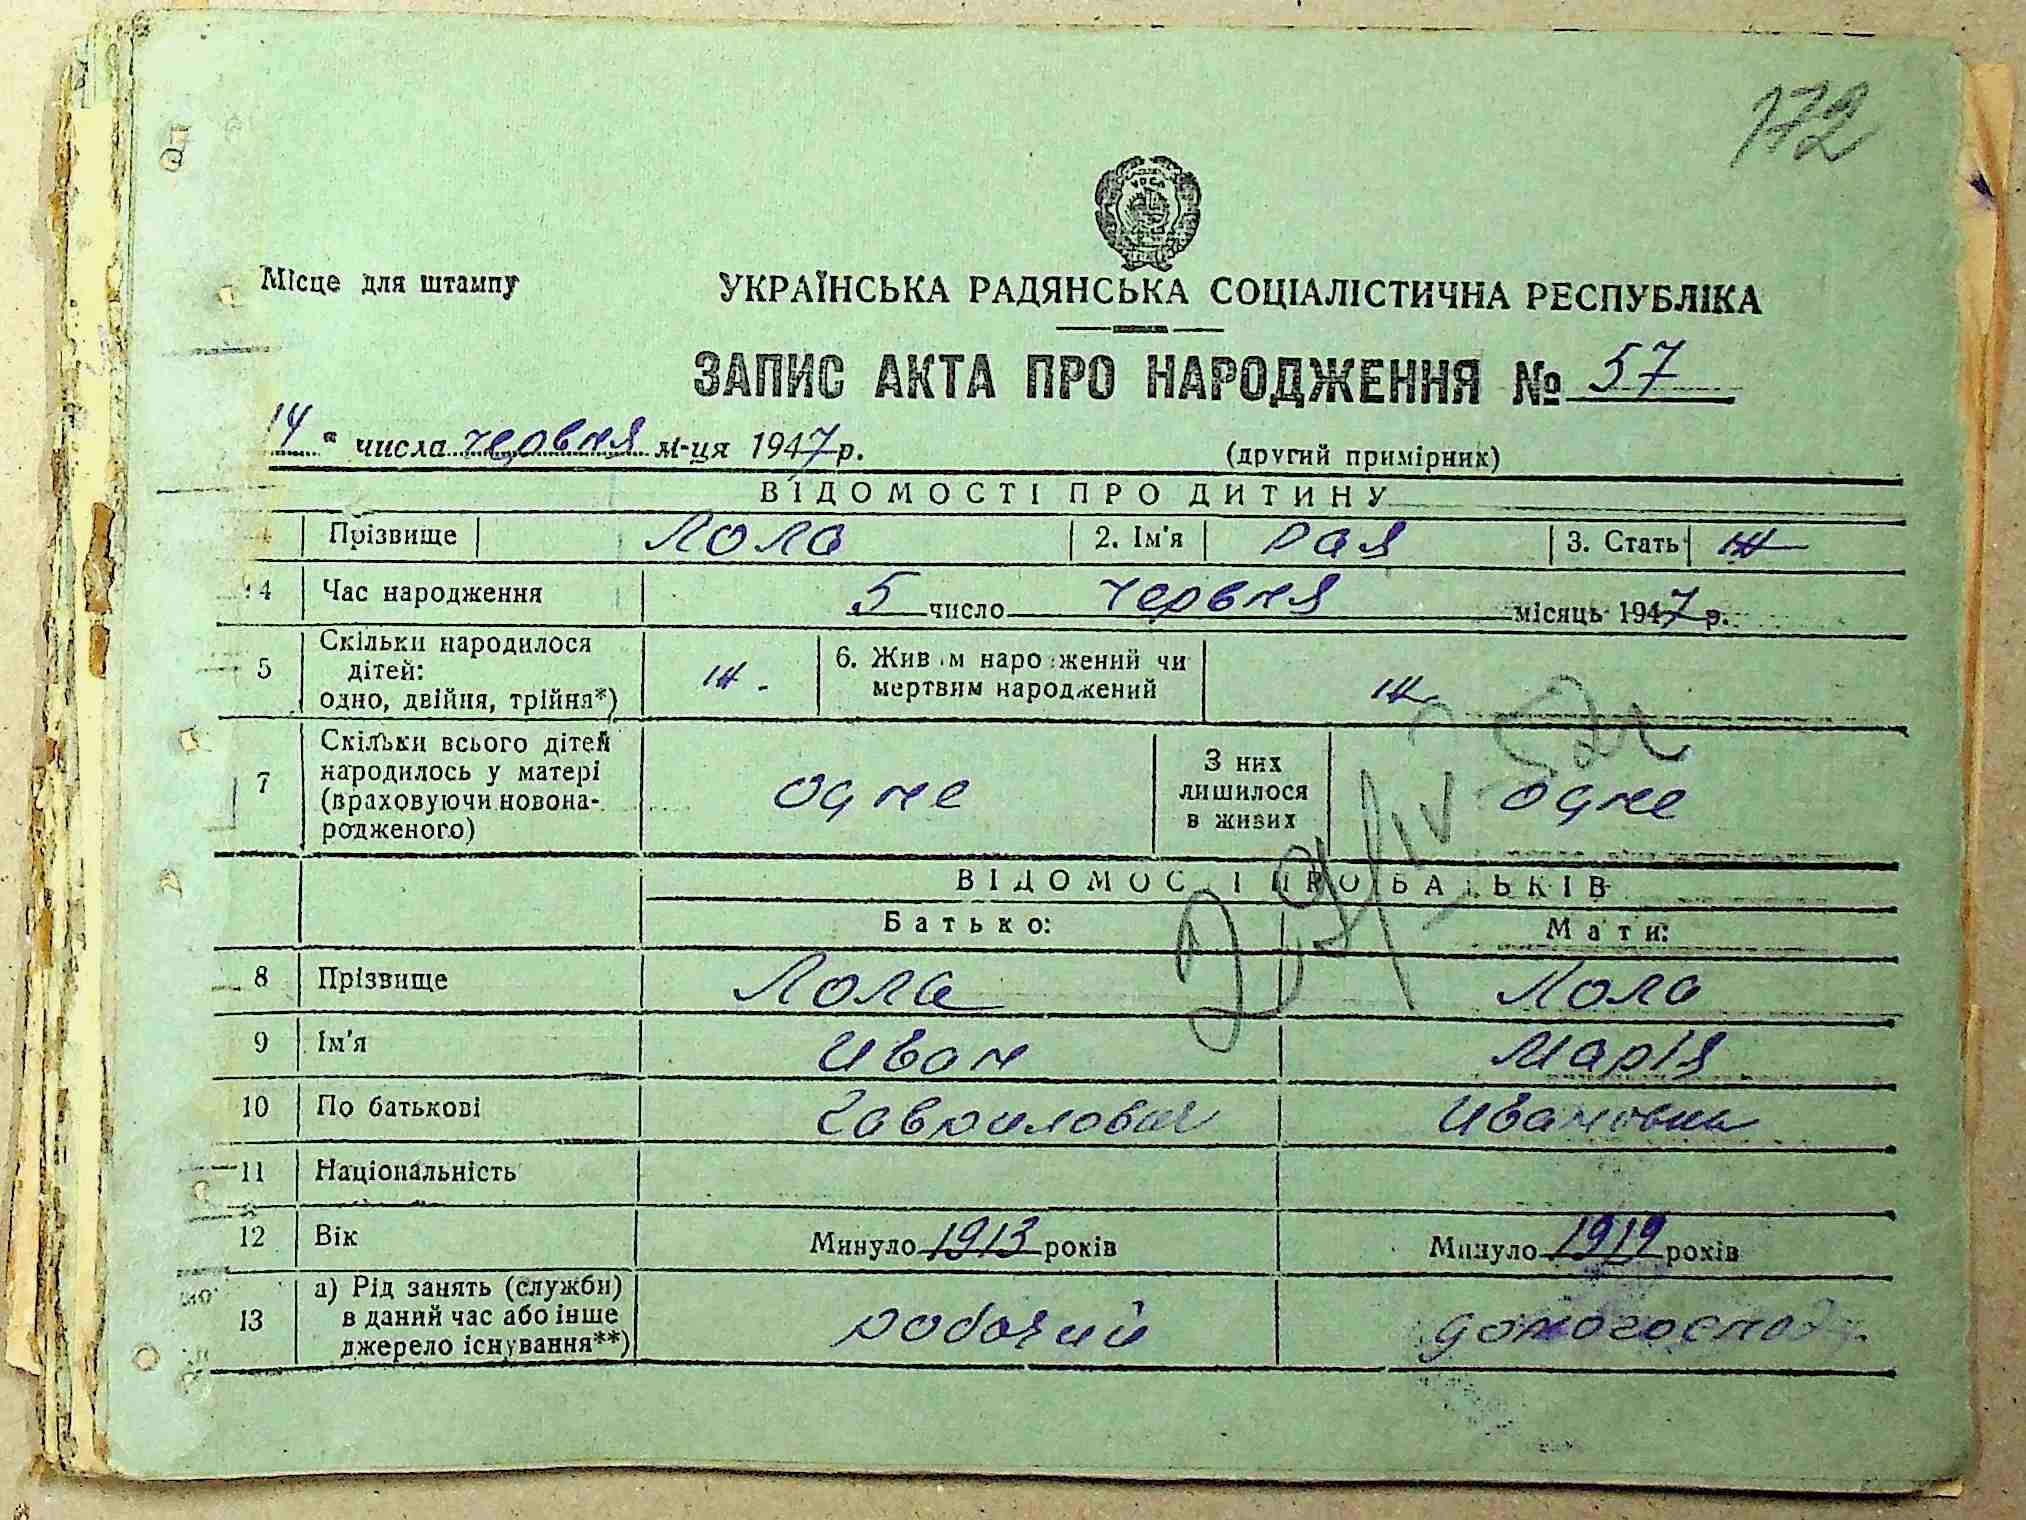 172
Місце для штампу
УКРАЇНСЬКА РАДЯНСЬКА СОЦІАЛІСТИЧНА РЕСПУБЛІКА
ЗАПИС АКТА ПРО НАРОДЖЕННЯ № 57
14 " числа червня м-ця 1947 р.
(другий примірних)
ВІДОМОСТІ ПРО ДИТИНУ
Прізвище Лола 2. Ім'я Рая 3. Стать Ж
4 Час народження 5 число червня місяць 1947 р.
5 Скільки народилося дітей: одно, двійня, трійня*) Ж. 6. Живим народжений чи мертвим народжений Ж
7 Скільки всього дітей народилось у матері (враховуючи новона-родженого) одне З них лишилося в живих одне
ВІДОМОСТІ ПРО БАТЬКІВ
Батько: Мати:
8 Прізвище Лола Лола
9 Ім'я Иван Марія
10 По батькові Гаврилович Ивановна
11 Національність
12 Вік Минуло 1913 років Минуло 1919 рохів
13 а) Рід занять (служби) в даний час або інше джерело існування**) робочий домогоспод.